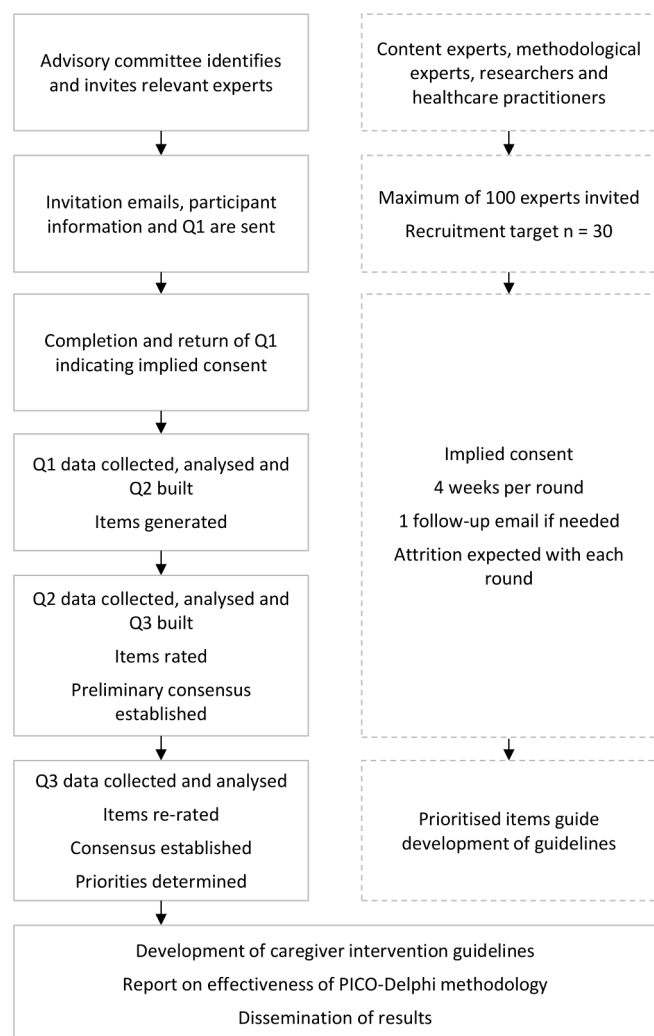 Advisory committee identifies
and invites relevant experts
Content experts, methodological
experts, researchers and
healthcare practitioners
Invitation emails, participant
information and Q1 are sent
Maximum of 100 experts invited
Recruitment target n = 30
Completion and return of Q1
indicating implied consent
Q1 data collected, analysed and
Q2 built
Items generated
Q2 data collected, analysed and
Q3 built
Items rated
Preliminary consensus
established
Implied consent
4 weeks per round
1 follow-up email if needed
Attrition expected with each
round
Q3 data collected and analysed
Items re-rated
Consensus established
Priorities determined
Prioritised items guide
development of guidelines
Development of caregiver intervention guidelines
Report on effectiveness of PICO-Delphi methodology
Dissemination of results